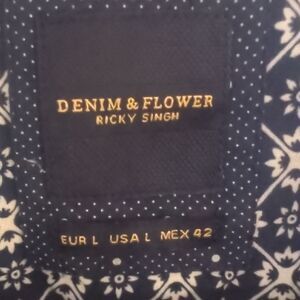 DENIM & FLOWER
RICKY SINGH
EUR L USA L MEX 42